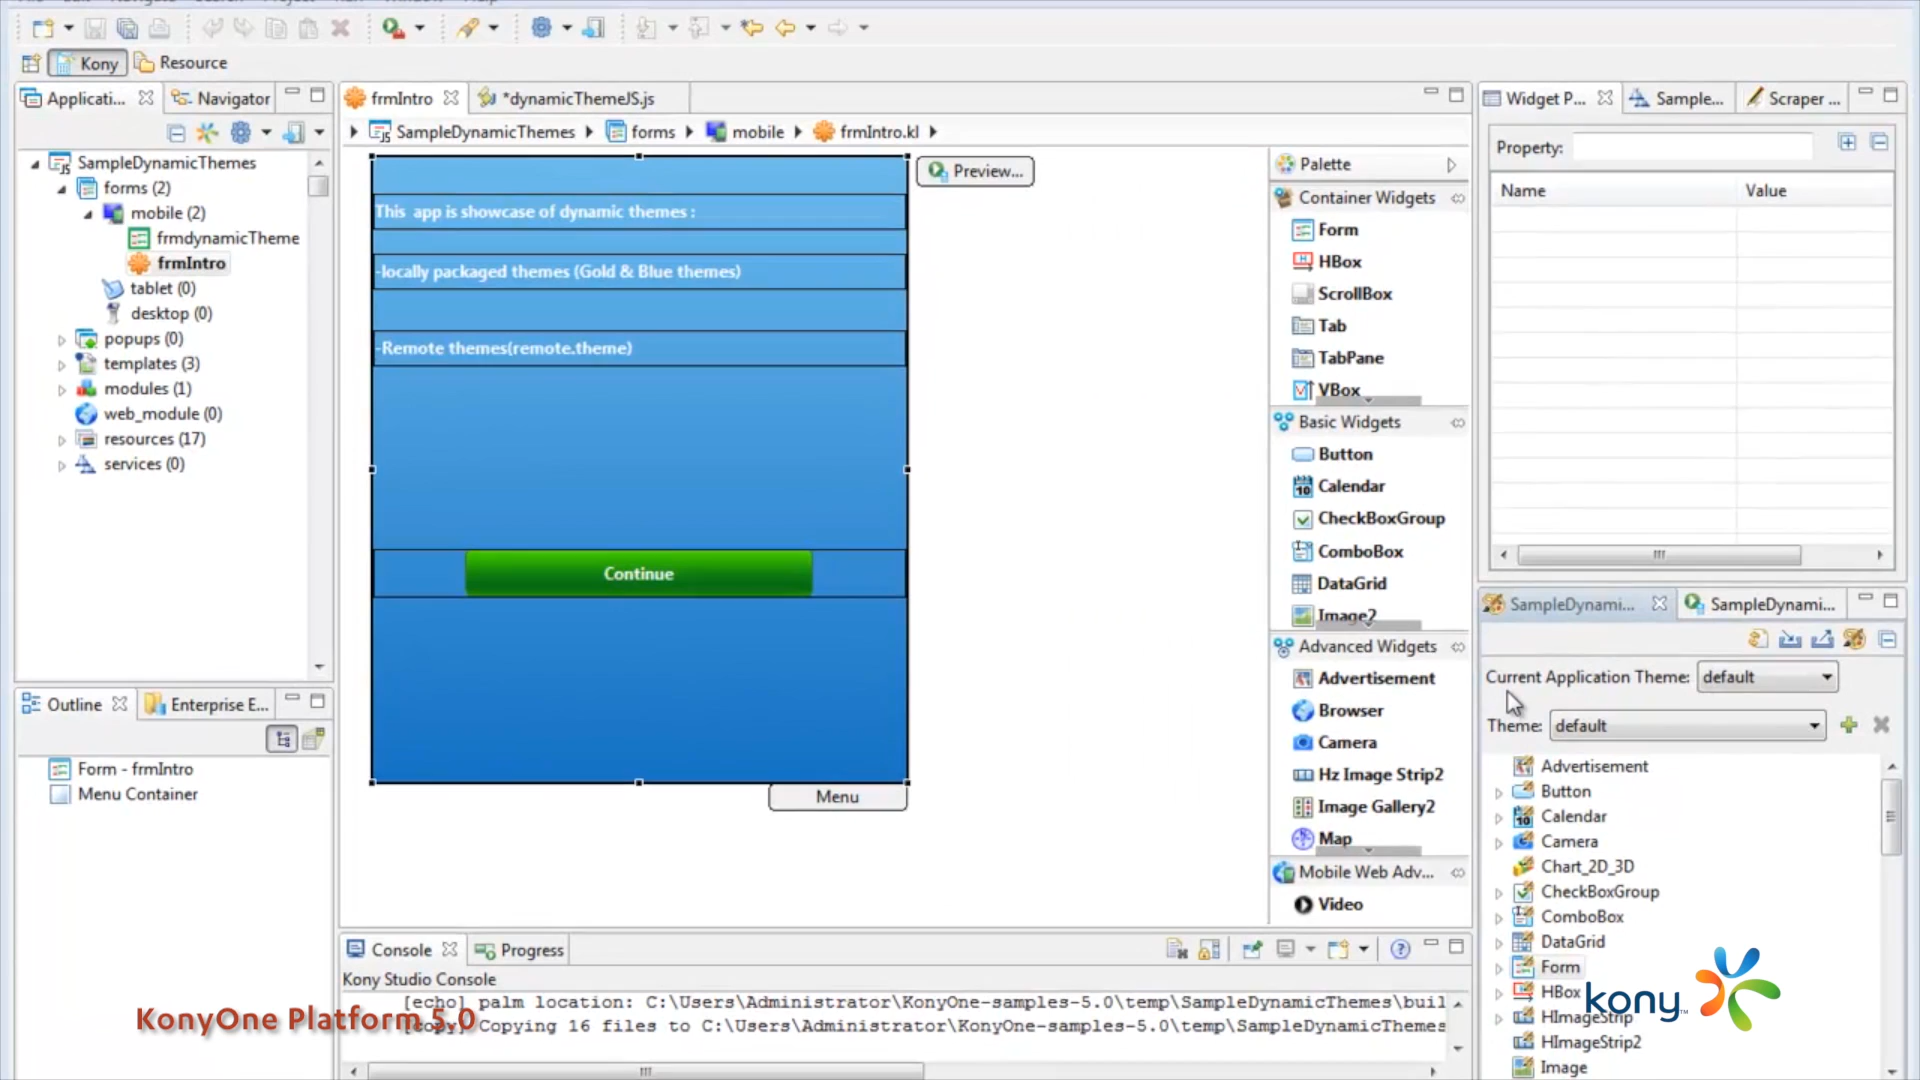 Kony
Resource
Applicati...
Navigator
SampleDynamicThemes
forms (2)
mobile (2)
frmdynamicTheme
frmIntro
tablet (0)
desktop (0)
popups (0)
templates (3)
modules (1)
web_module (0)
resources (17)
services (0)
Outline
Enterprise E...
Form - frmIntro
Menu Container
frmIntro
*dynamicThemeJS.js
SampleDynamicThemes
forms
mobile
frmIntro.kl
This app is showcase of dynamic themes :
-locally packaged themes (Gold & Blue themes)
-Remote themes(remote.theme)
Continue
Menu
Preview...
Palette
Container Widgets
Form
HBox
ScrollBox
Tab
TabPane
VBox
Basic Widgets
Button
Calendar
CheckBoxGroup
ComboBox
DataGrid
Image2
Advanced Widgets
Advertisement
Browser
Camera
Hz Image Strip2
Image Gallery2
Map
Mobile Web Adv...
Video
Console
Progress
Kony Studio Console
[echo] palm location: C:\Users\Administrator\KonyOne-samples-5.0\temp\SampleDynamicThemes\buil
[copy] Copying 16 files to C:\Users\Administrator\KonyOne-samples-5.0\temp\SampleDynamicThemes
KonyOne Platform 5.0
Widget P...
Sample...
Scraper ...
Property:
Name
Value
SampleDynami...
SampleDynami...
Current Application Theme:
default
Theme:
default
Advertisement
Button
Calendar
Camera
Chart_2D_3D
CheckBoxGroup
ComboBox
DataGrid
Form
HBox
HImageStrip
HImageStrip2
Image
kony™